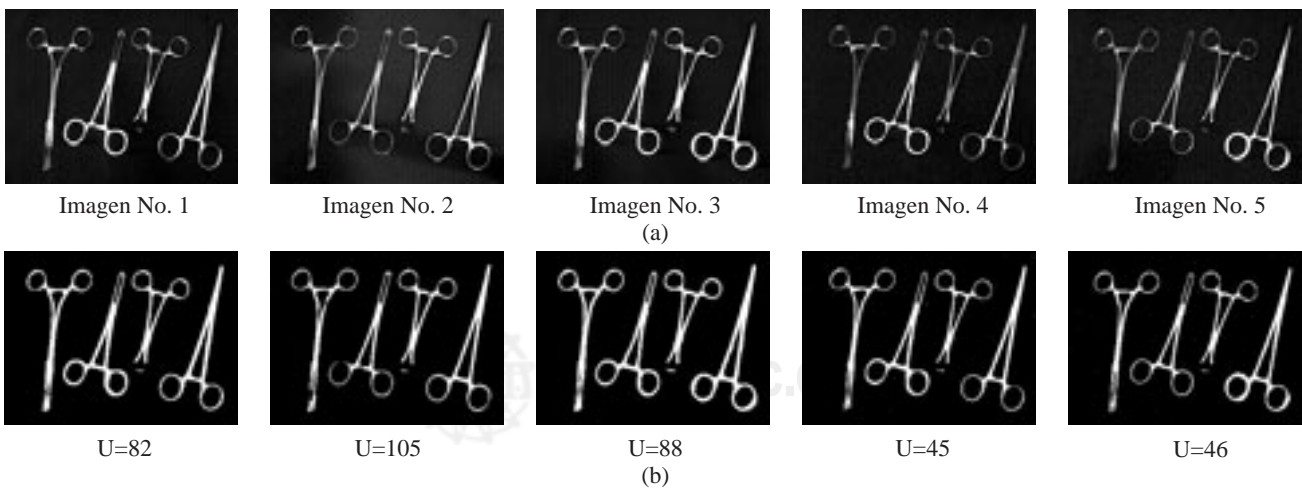 Imagen No. 1 Imagen No. 2 Imagen No. 3 Imagen No. 4 Imagen No. 5
(a)
U=82 U=105 U=88 U=45 U=46
(b)